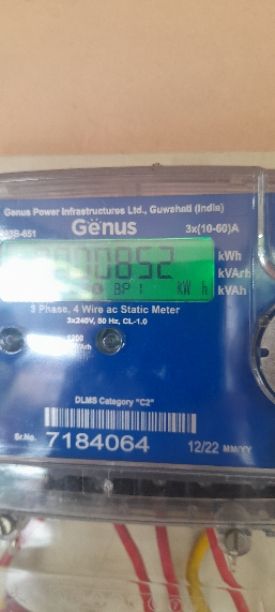 Genus Power Infrastructures Ltd., Guwahati (India)
Genus
3x(10-60)A
kWh
kVArh
kVAh
BP 1 kW h
3 Phase, 4 Wire ac Static Meter
3x240V, 50 Hz, CL-1.0
DLMS Category "C2"
Sr.No. 7184064
12/22 MM/YY